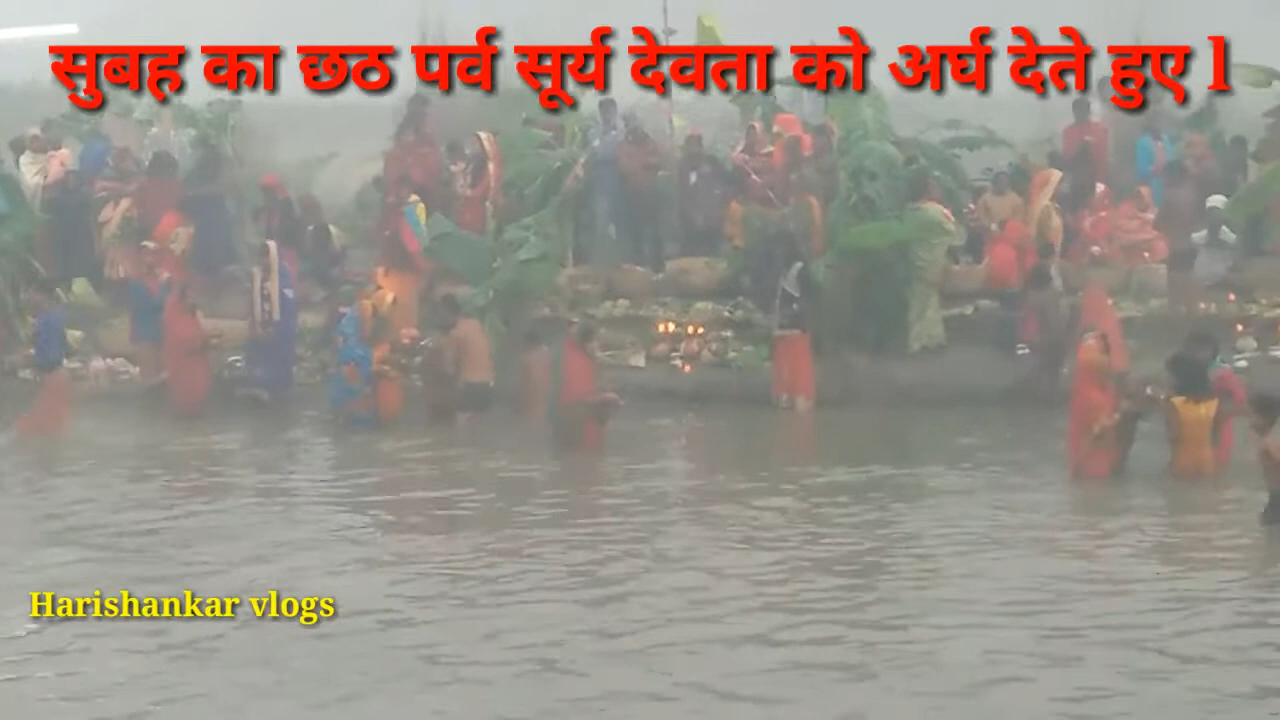 सुबह का छठ पर्व सूर्य देवता को अर्घ देते हुए l
Harishankar vlogs